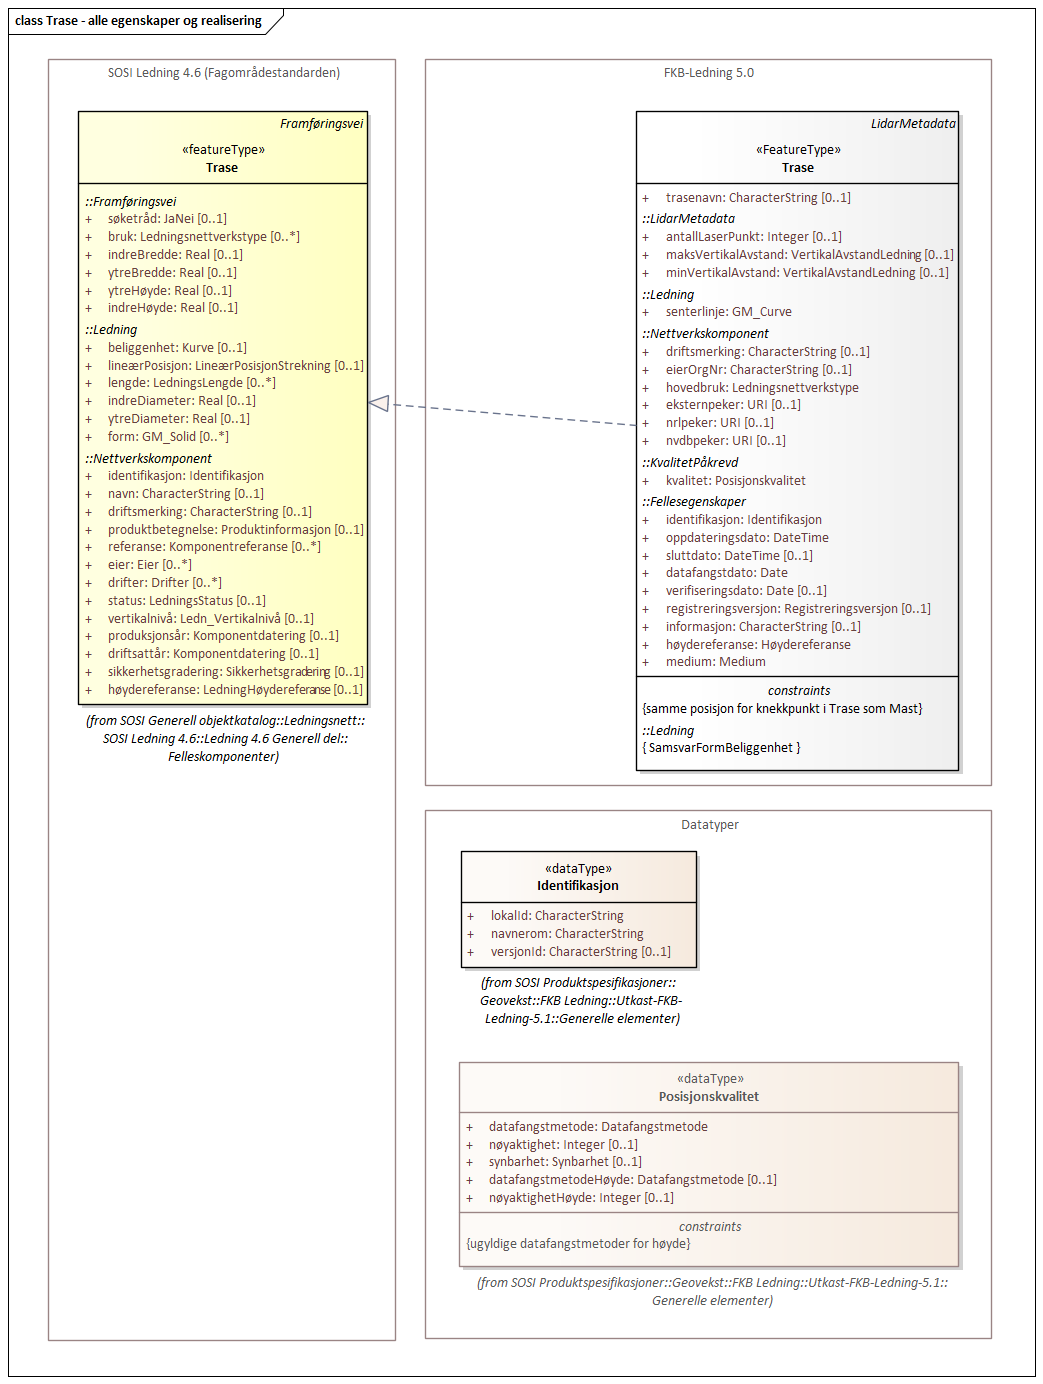 class Trase - alle egenskaper og realisering
SOSI Ledning 4.6 (Fagområdestandarden)
Framføringsvei
«featureType»
Trase
::Framføringsvei
+ søketråd: JaNei [0..1]
+ bruk: Ledningsnettverkstype [0..*]
+ indreBredde: Real [0..1]
+ ytreBredde: Real [0..1]
+ ytreHøyde: Real [0..1]
+ indreHøyde: Real [0..1]
::Ledning
+ beliggenhet: Kurve [0..1]
+ lineærPosisjon: LineærPosisjonStrekning [0..1]
+ lengde: LedningsLengde [0..*]
+ indreDiameter: Real [0..1]
+ ytreDiameter: Real [0..1]
+ form: GM_Solid [0..*]
::Nettverkskomponent
+ identifikasjon: Identifikasjon
+ navn: CharacterString [0..1]
+ driftsmerking: CharacterString [0..1]
+ produktbetegnelse: Produktinformasjon [0..1]
+ referanse: Komponentreferanse [0..*]
+ eier: Eier [0..*]
+ drifter: Drifter [0..*]
+ status: LedningsStatus [0..1]
+ vertikalnivå: Ledn_Vertikalnivå [0..1]
+ produksjonsår: Komponentdatering [0..1]
+ driftsattår: Komponentdatering [0..1]
+ sikkerhetsgradering: Sikkerhetsgradering [0..1]
+ høydereferanse: LedningHøydereferanse [0..1]
(from SOSI Generell objektkatalog::Ledningsnett::
SOSI Ledning 4.6::Ledning 4.6 Generell del::
Felleskomponenter)
FKB-Ledning 5.0
LidarMetadata
«FeatureType»
Trase
+ trasenavn: CharacterString [0..1]
::LidarMetadata
+ antallLaserPunkt: Integer [0..1]
+ maksVertikalAvstand: VertikalAvstandLedning [0..1]
+ minVertikalAvstand: VertikalAvstandLedning [0..1]
::Ledning
+ senterlinje: GM_Curve
::Nettverkskomponent
+ driftsmerking: CharacterString [0..1]
+ eierOrgNr: CharacterString [0..1]
+ hovedbruk: Ledningsnettverkstype
+ eksternpeker: URI [0..1]
+ nrlpeker: URI [0..1]
+ nvdbpeker: URI [0..1]
::KvalitetPåkrevd
+ kvalitet: Posisjonskvalitet
::Fellesegenskaper
+ identifikasjon: Identifikasjon
+ oppdateringsdato: DateTime
+ sluttdato: DateTime [0..1]
+ datafangstdato: Date
+ verifiseringsdato: Date [0..1]
+ registreringsversjon: Registreringsversjon [0..1]
+ informasjon: CharacterString [0..1]
+ høydereferanse: Høydereferanse
+ medium: Medium
constraints
{samme posisjon for knekkpunkt i Trase som Mast}
::Ledning
{ SamsvarFormBeliggenhet }
Datatyper
«dataType»
Identifikasjon
+ lokalId: CharacterString
+ navnerom: CharacterString
+ versjonId: CharacterString [0..1]
(from SOSI Produktspesifikasjoner::
Geovekst::FKB Ledning::Utkast-FKB-
Ledning-5.1::Generelle elementer)
«dataType»
Posisjonskvalitet
+ datafangstmetode: Datafangstmetode
+ nøyaktighet: Integer [0..1]
+ synbarhet: Synbarhet [0..1]
+ datafangstmetodeHøyde: Datafangstmetode [0..1]
+ nøyaktighetHøyde: Integer [0..1]
constraints
{ugyldige datafangstmetoder for høyde}
(from SOSI Produktspesifikasjoner::Geovekst::FKB Ledning::Utkast-FKB-Ledning-5.1::
Generelle elementer)